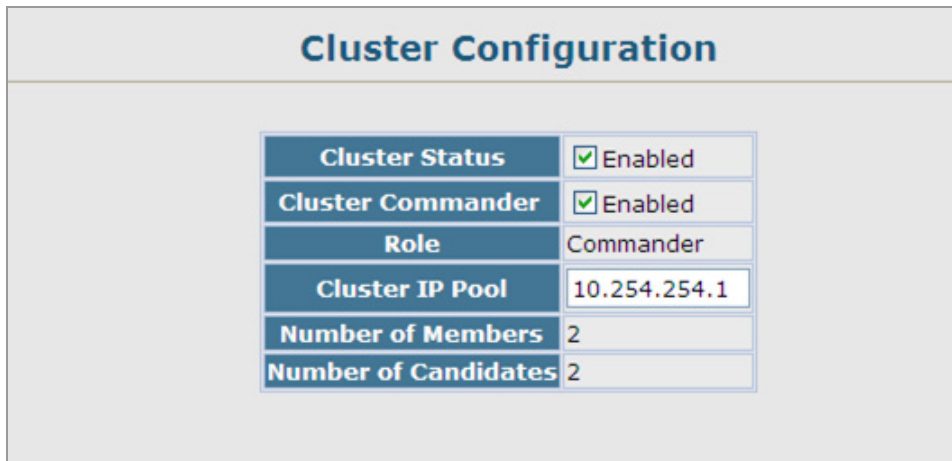 Cluster Configuration
Cluster Status Enabled
Cluster Commander Enabled
Role Commander
Cluster IP Pool 10.254.254.1
Number of Members 2
Number of Candidates 2